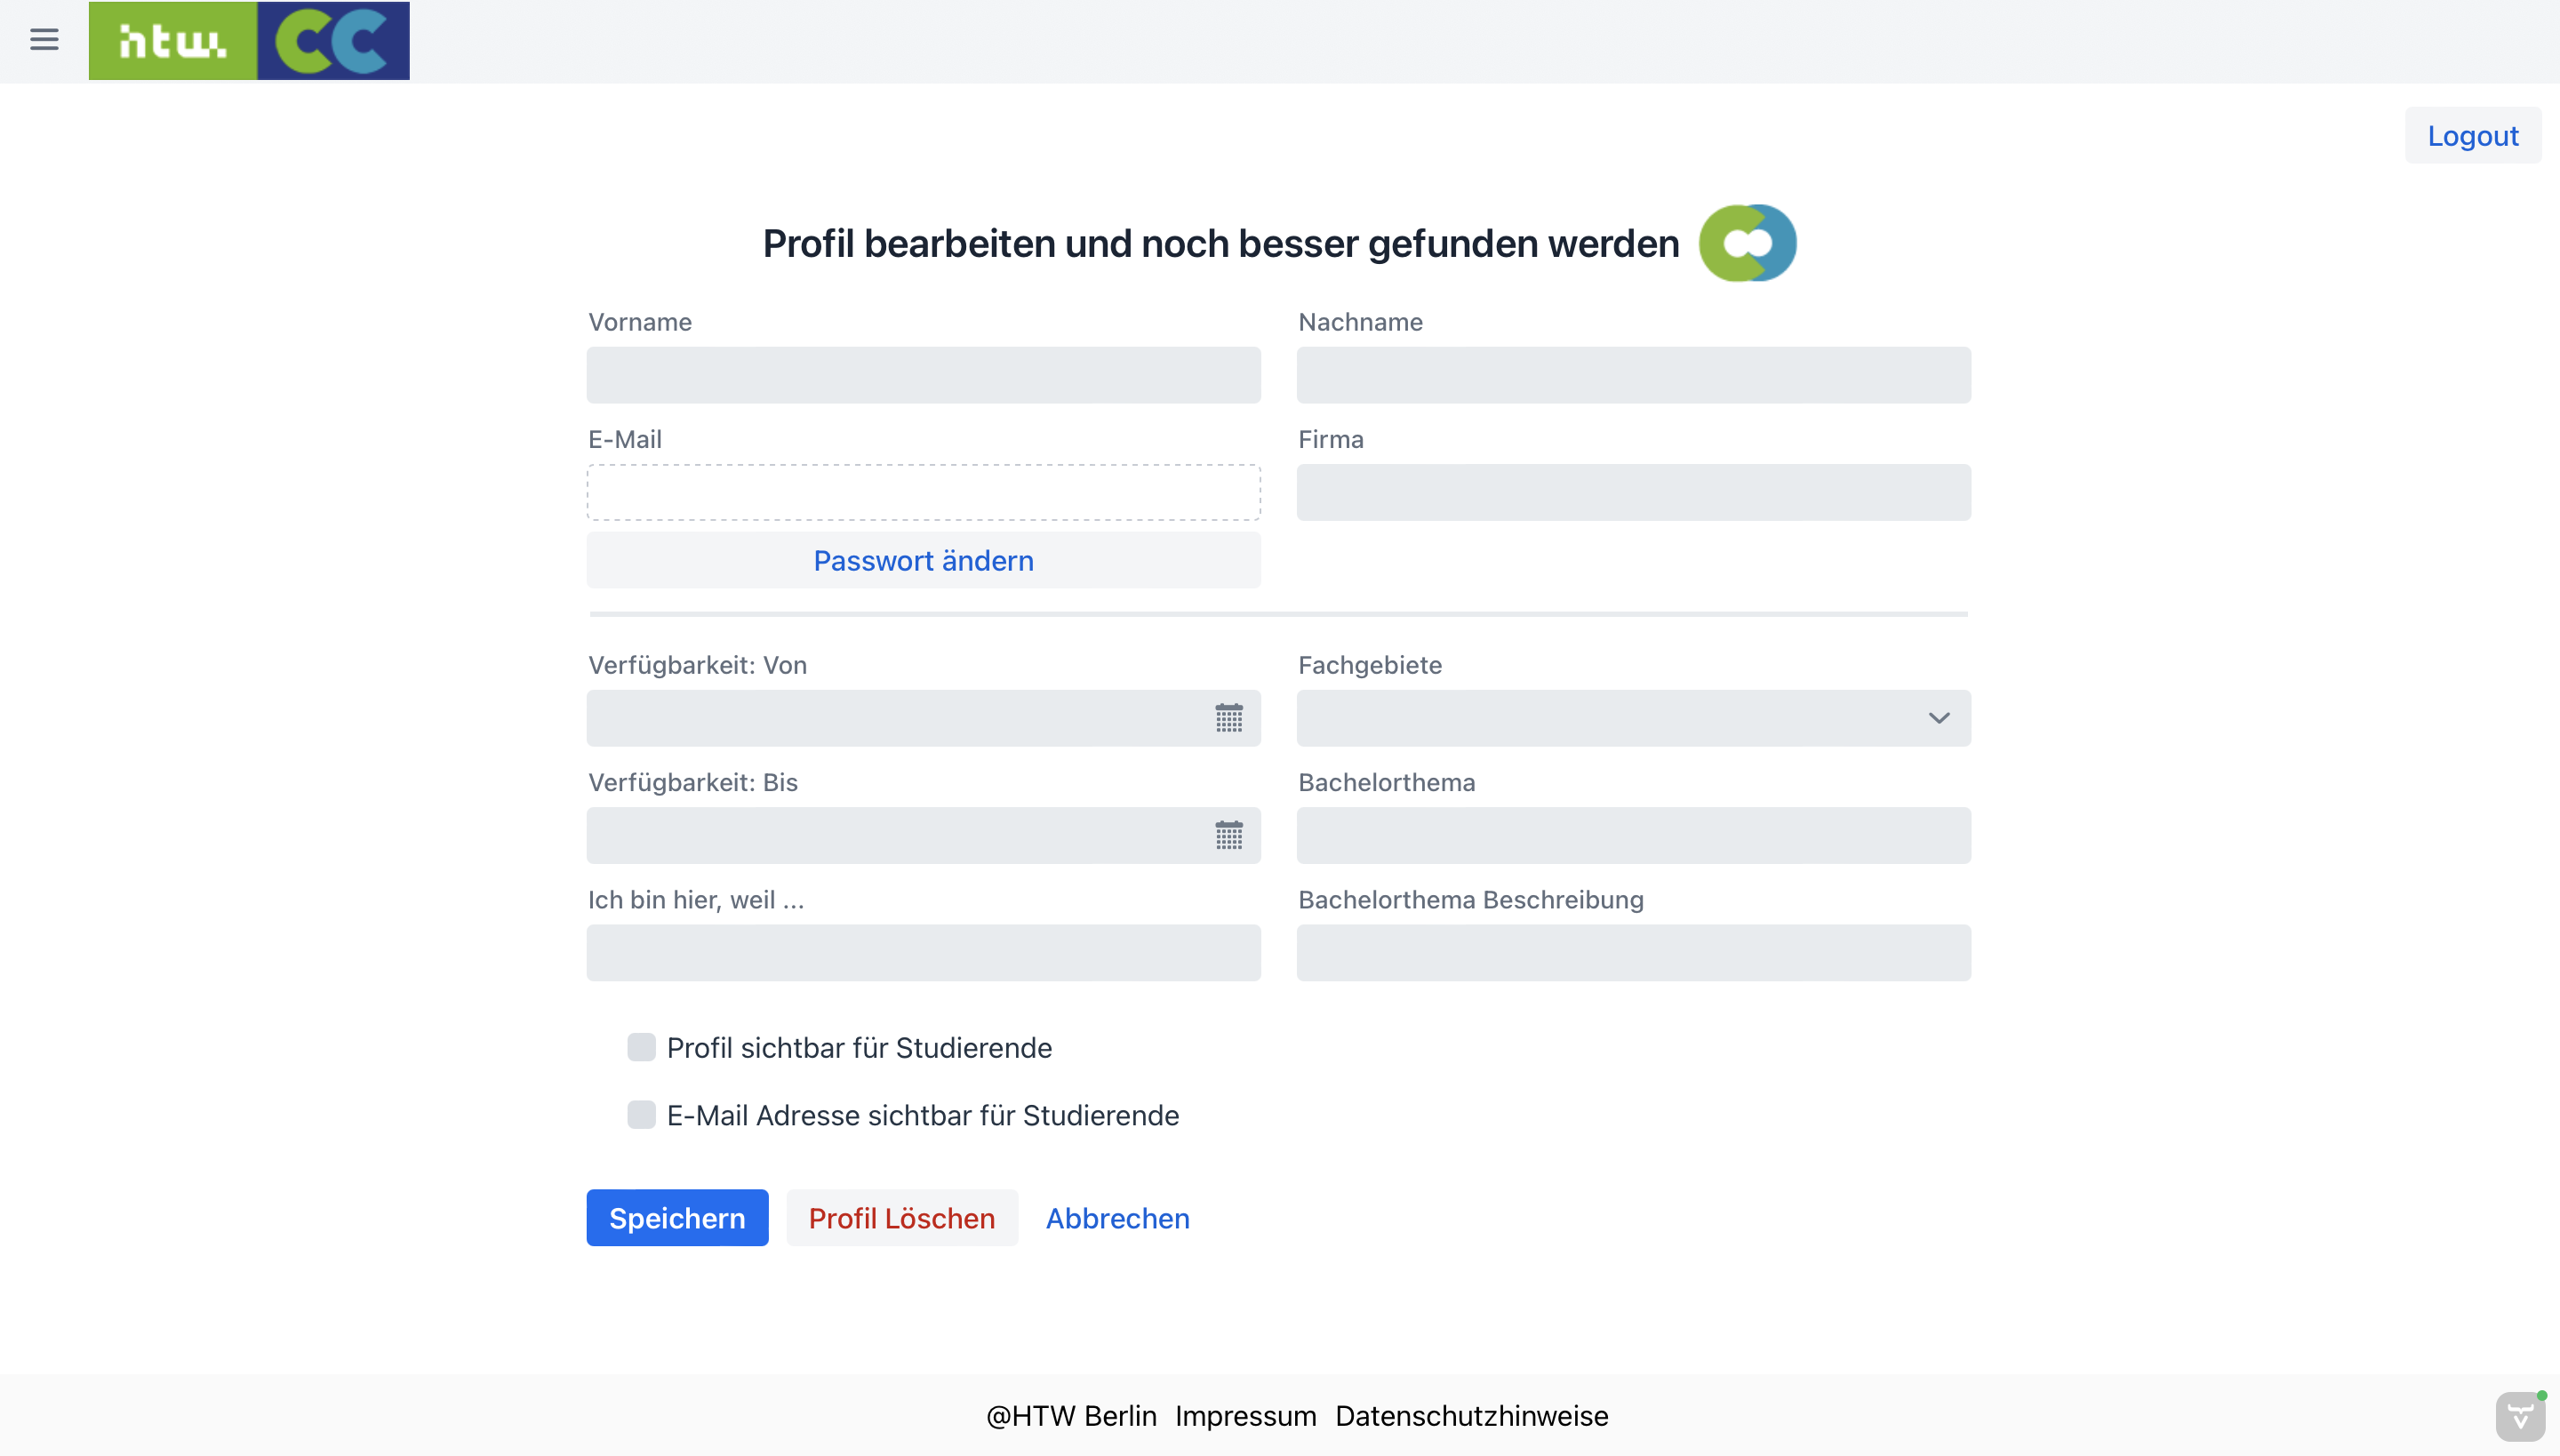 htw. CC
Logout
Profil bearbeiten und noch besser gefunden werden
Vorname
Nachname
E-Mail
Firma
Passwort ändern
Verfügbarkeit: Von
Fachgebiete
Verfügbarkeit: Bis
Bachelorthema
Ich bin hier, weil ...
Bachelorthema Beschreibung
Profil sichtbar für Studierende
E-Mail Adresse sichtbar für Studierende
Speichern Profil Löschen Abbrechen
@HTW Berlin Impressum Datenschutzhinweise